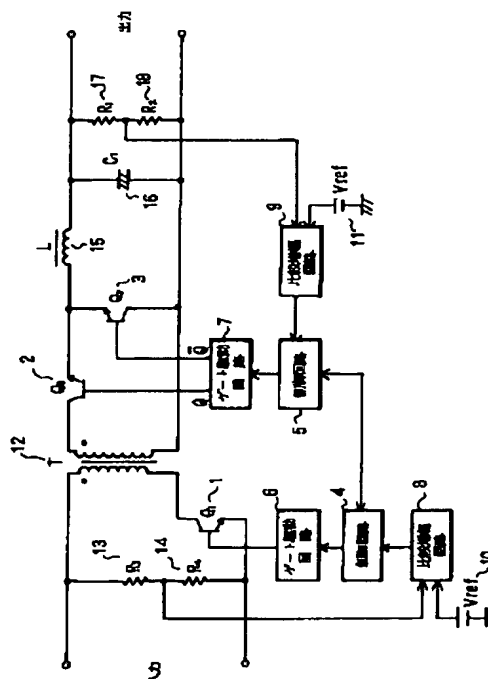 12
T
2
L
15
3
13
R3
14
R4
C1
16
R1
17
R2
18
出力
入力
Q1
1
Q
Q̄
ゲート駆動
回路
7
ゲート駆動
回路
6
制御回路
5
制御回路
4
比較増幅
回路
9
比較増幅
回路
8
Vref
11
Vref
10